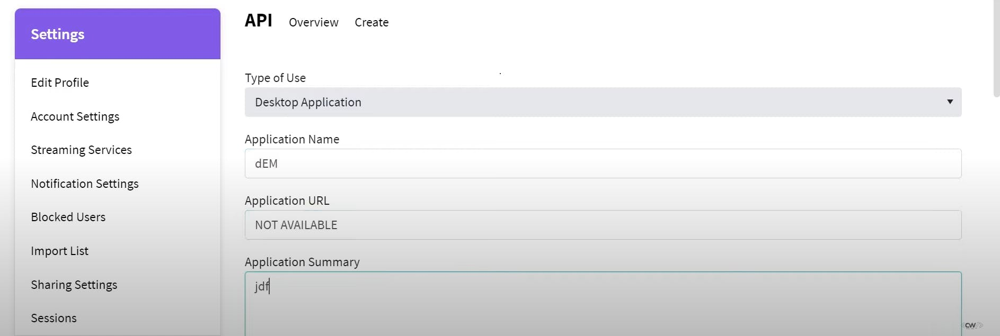 Settings
Edit Profile
Account Settings
Streaming Services
Notification Settings
Blocked Users
Import List
Sharing Settings
Sessions
API Overview Create
Type of Use
Desktop Application
Application Name
dEM
Application URL
NOT AVAILABLE
Application Summary
jdf
CW